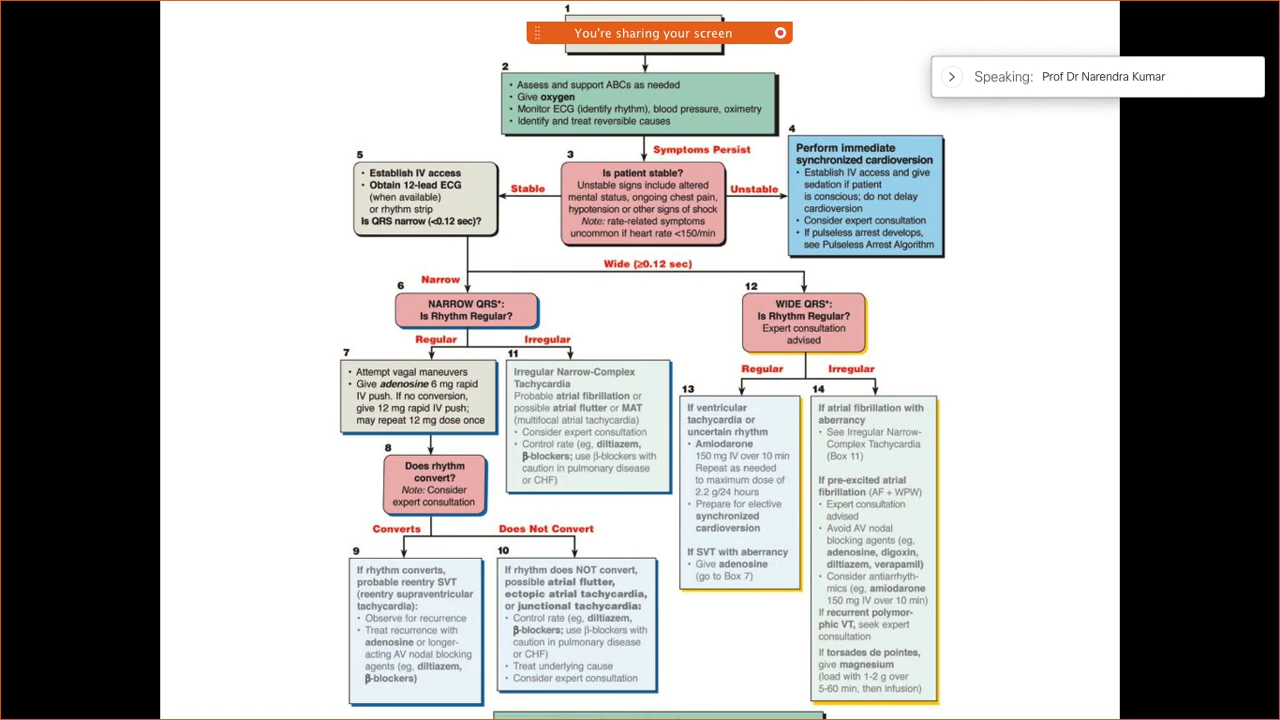 1
You're sharing your screen
Speaking: Prof Dr Narendra Kumar
2
• Assess and support ABCs as needed
• Give oxygen
• Monitor ECG (identify rhythm), blood pressure, oximetry
• Identify and treat reversible causes
Symptoms Persist
3
Is patient stable?
Unstable signs include altered
mental status, ongoing chest pain,
hypotension or other signs of shock
Note: rate-related symptoms
uncommon if heart rate <150/min
Stable
Unstable
4
Perform immediate
synchronized cardioversion
• Establish IV access and give
sedation if patient
is conscious; do not delay
cardioversion
• Consider expert consultation
• If pulseless arrest develops,
see Pulseless Arrest Algorithm
5
• Establish IV access
• Obtain 12-lead ECG
(when available)
or rhythm strip
Is QRS narrow (<0.12 sec)?
Narrow
Wide (≥0.12 sec)
6
NARROW QRS*:
Is Rhythm Regular?
Regular
Irregular
7
• Attempt vagal maneuvers
• Give adenosine 6 mg rapid
IV push. If no conversion,
give 12 mg rapid IV push;
may repeat 12 mg dose once
8
Does rhythm
convert?
Note: Consider
expert consultation
Converts
Does Not Convert
9
If rhythm converts,
probable reentry SVT
(reentry supraventricular
tachycardia):
• Observe for recurrence
• Treat recurrence with
adenosine or longer-
acting AV nodal blocking
agents (eg, diltiazem,
β-blockers)
10
If rhythm does NOT convert,
possible atrial flutter,
ectopic atrial tachycardia,
or junctional tachycardia:
• Control rate (eg, diltiazem,
β-blockers; use β-blockers with
caution in pulmonary disease
or CHF)
• Treat underlying cause
• Consider expert consultation
11
Irregular Narrow-Complex
Tachycardia
Probable atrial fibrillation or
possible atrial flutter or MAT
(multifocal atrial tachycardia)
• Consider expert consultation
• Control rate (eg, diltiazem,
β-blockers; use β-blockers with
caution in pulmonary disease
or CHF)
12
WIDE QRS*:
Is Rhythm Regular?
Expert consultation
advised
Regular
Irregular
13
If ventricular
tachycardia or
uncertain rhythm
• Amiodarone
150 mg IV over 10 min
Repeat as needed
to maximum dose of
2.2 g/24 hours
• Prepare for elective
synchronized
cardioversion
If SVT with aberrancy
• Give adenosine
(go to Box 7)
14
If atrial fibrillation with
aberrancy
• See Irregular Narrow-
Complex Tachycardia
(Box 11)
If pre-excited atrial
fibrillation (AF + WPW)
• Expert consultation
advised
• Avoid AV nodal
blocking agents (eg,
adenosine, digoxin,
diltiazem, verapamil)
• Consider antiarrhyth-
mics (eg, amiodarone
150 mg IV over 10 min)
If recurrent polymor-
phic VT, seek expert
consultation
If torsades de pointes,
give magnesium
(load with 1-2 g over
5-60 min, then infusion)